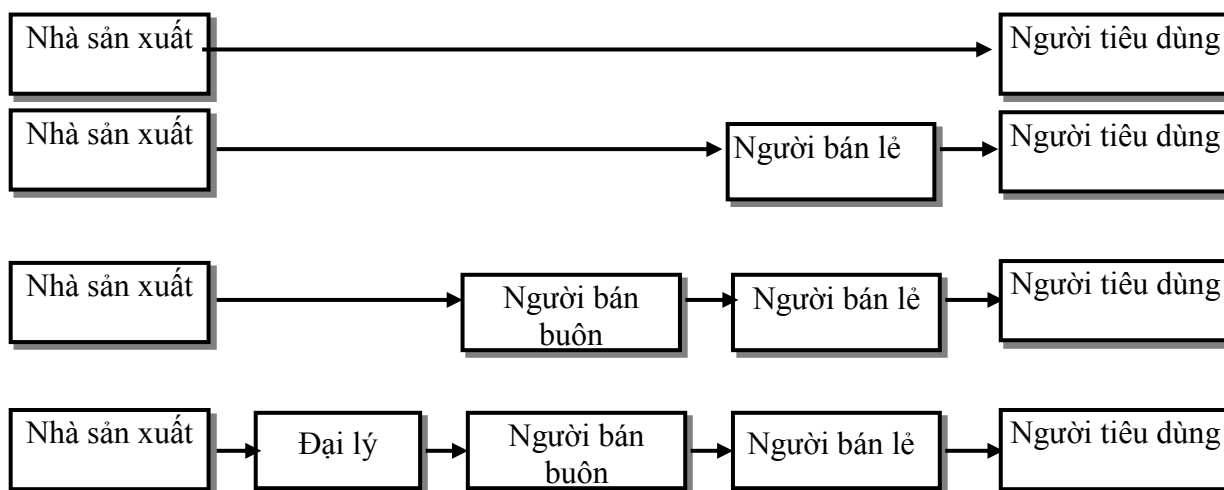 Nhà sản xuất
Người tiêu dùng
Nhà sản xuất
Người bán lẻ
Người tiêu dùng
Nhà sản xuất
Người bán
buôn
Người bán lẻ
Người tiêu dùng
Nhà sản xuất
Đại lý
Người bán
buôn
Người bán lẻ
Người tiêu dùng